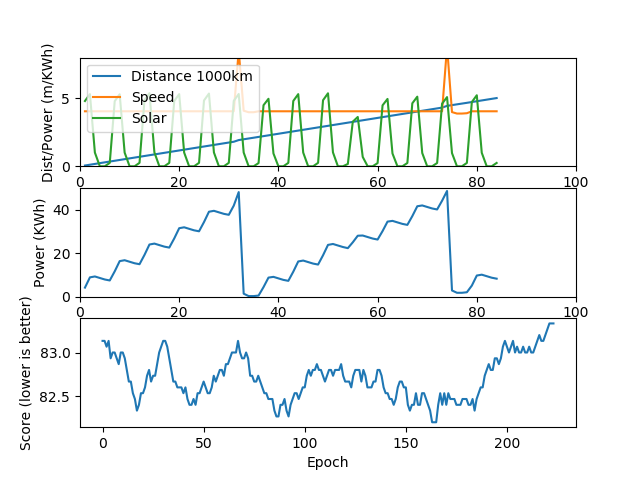 Dist/Power (m/KWh)
5
0
Distance 1000km
Speed
Solar
0 20 40 60 80 100
Power (KWh)
40
20
0
0 20 40 60 80 100
Score (lower is better)
83.0
82.5
0 50 100 150 200
Epoch